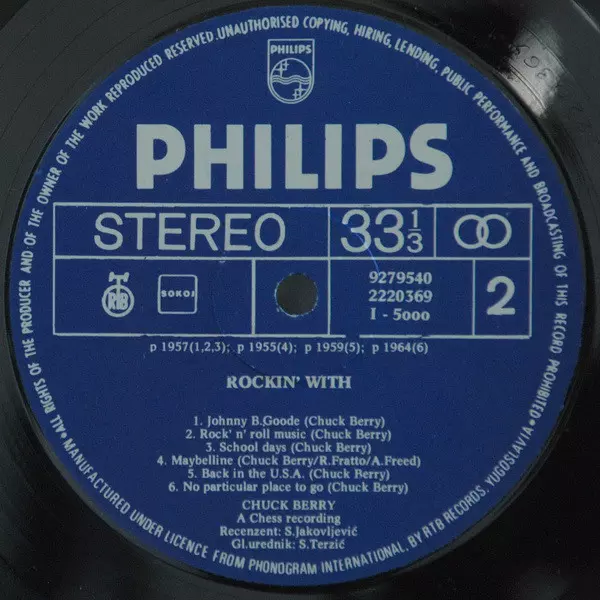 ALL RIGHTS OF THE PRODUCER AND OF THE OWNER OF THE WORK REPRODUCED RESERVED.UNAUTHORISED COPYING, HIRING, LENDING, PUBLIC PERFORMANCE AND BROADCASTING OF THIS RECORD PROHIBITED•
PHILIPS
PHILIPS
STEREO
33 1/3
RTB
SOKOJ
9279540
2220369
I - 5000
2
p 1957(1,2,3); p 1955(4); p 1959(5); p 1964(6)
ROCKIN' WITH
1. Johnny B.Goode (Chuck Berry)
2. Rock' n' roll music (Chuck Berry)
3. School days (Chuck Berry)
4. Maybelline (Chuck Berry/R.Fratto/A.Freed)
5. Back in the U.S.A. (Chuck Berry)
6. No particular place to go (Chuck Berry)
CHUCK BERRY
A Chess recording
Recenzent: S.Jakovljević
Gl.urednik: S.Terzić
•MANUFACTURED UNDER LICENCE FROM PHONOGRAM INTERNATIONAL, BY RTB RECORDS, YUGOSLAVIA•